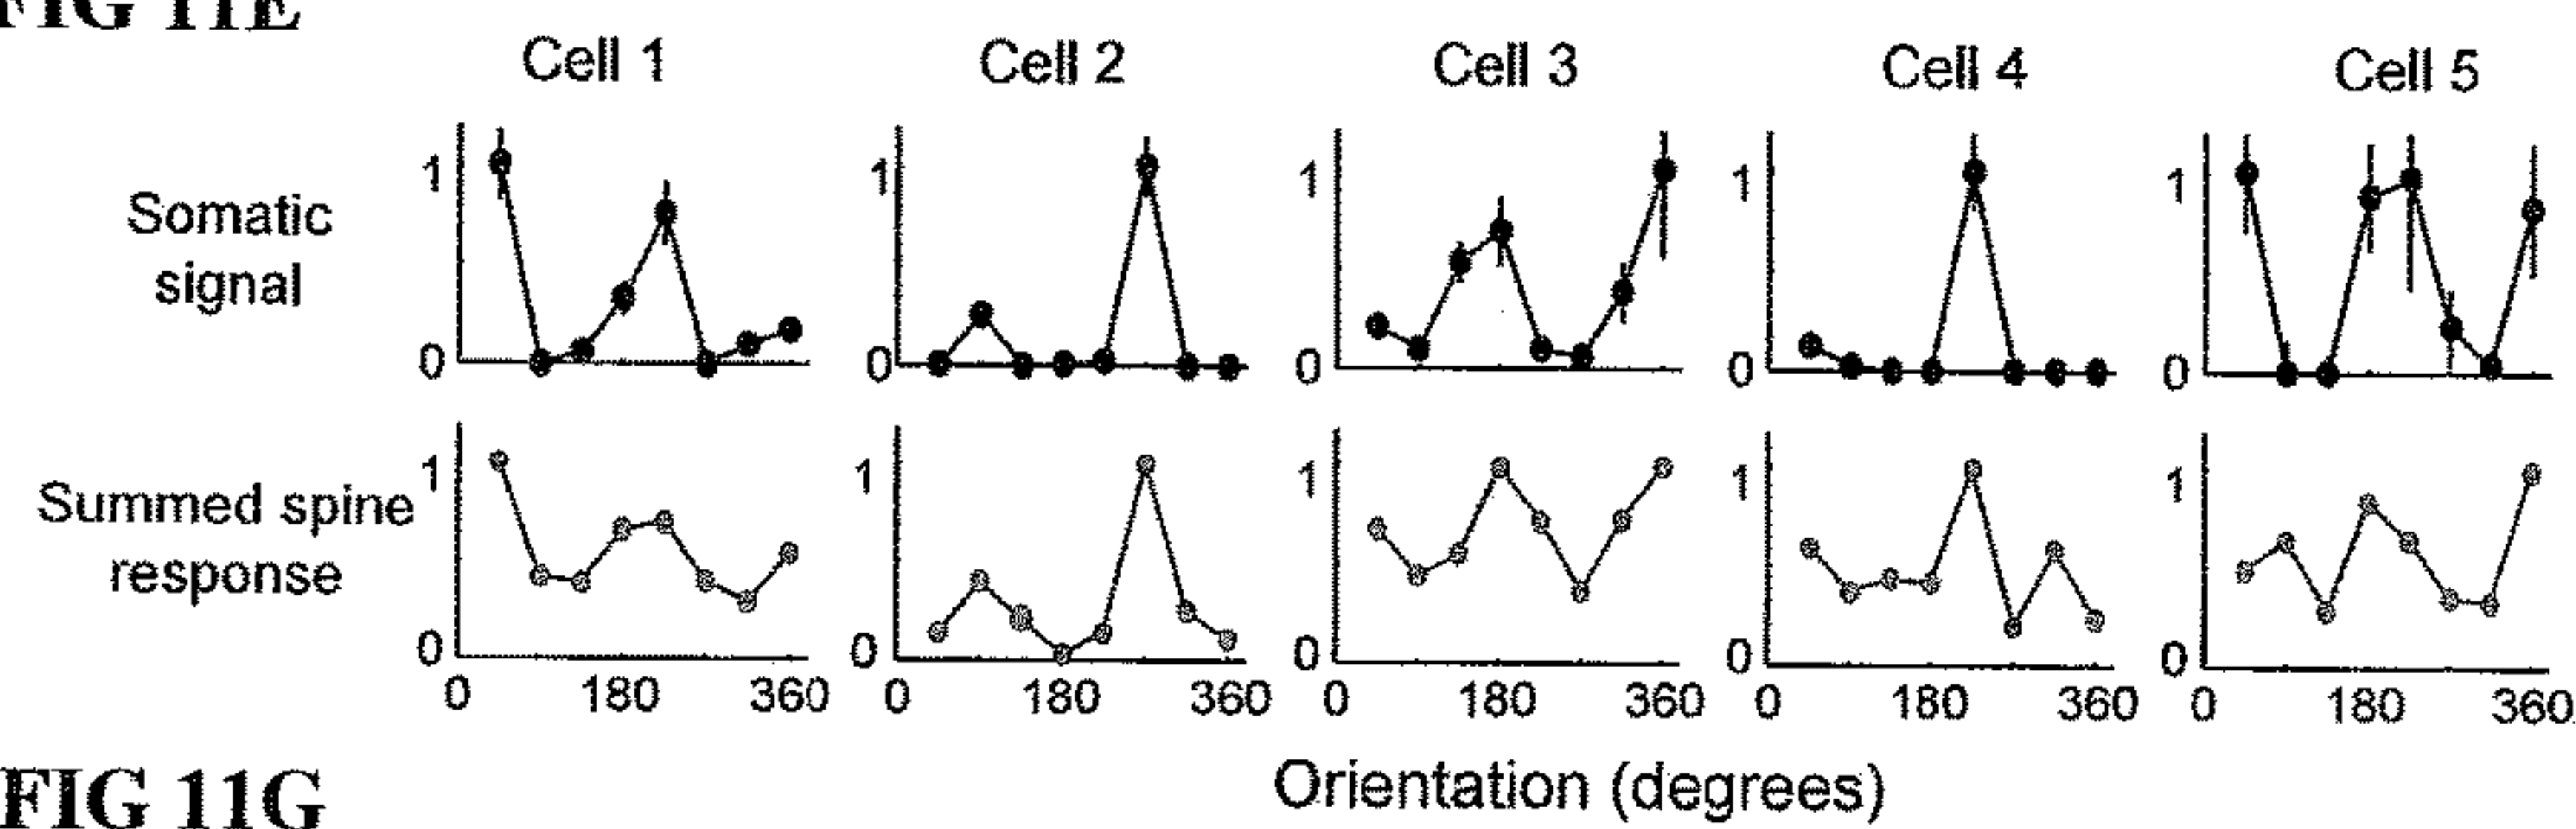 FIG 11E
Cell 1 Cell 2 Cell 3 Cell 4 Cell 5
Somatic
signal
1 1 1 1 1
0 0 0 0 0
Summed spine
response
1 1 1 1 1
0 0 0 0 0
0 180 360 0 180 360 0 180 360 0 180 360 0 180 360
Orientation (degrees)
FIG 11G